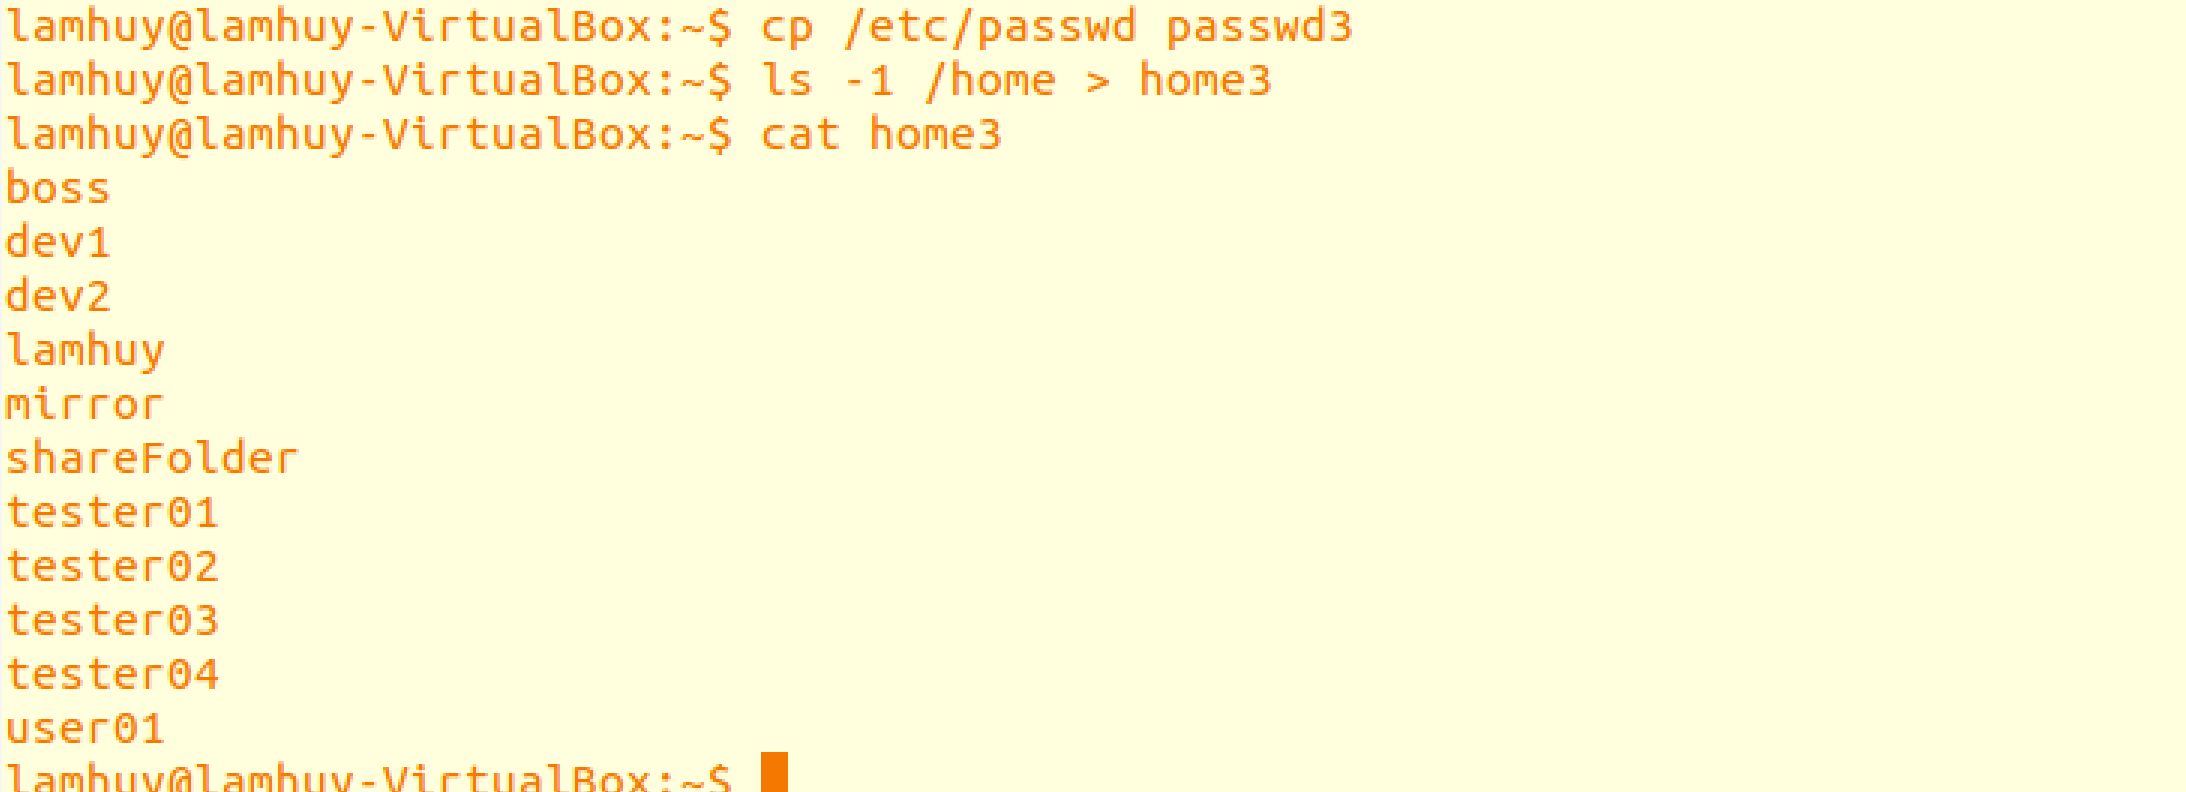 lamhuy@lamhuy-VirtualBox:~$ cp /etc/passwd passwd3
lamhuy@lamhuy-VirtualBox:~$ ls -1 /home > home3
lamhuy@lamhuy-VirtualBox:~$ cat home3
boss
dev1
dev2
lamhuy
mirror
shareFolder
tester01
tester02
tester03
tester04
user01
lamhuy@lamhuy-VirtualBox:~$